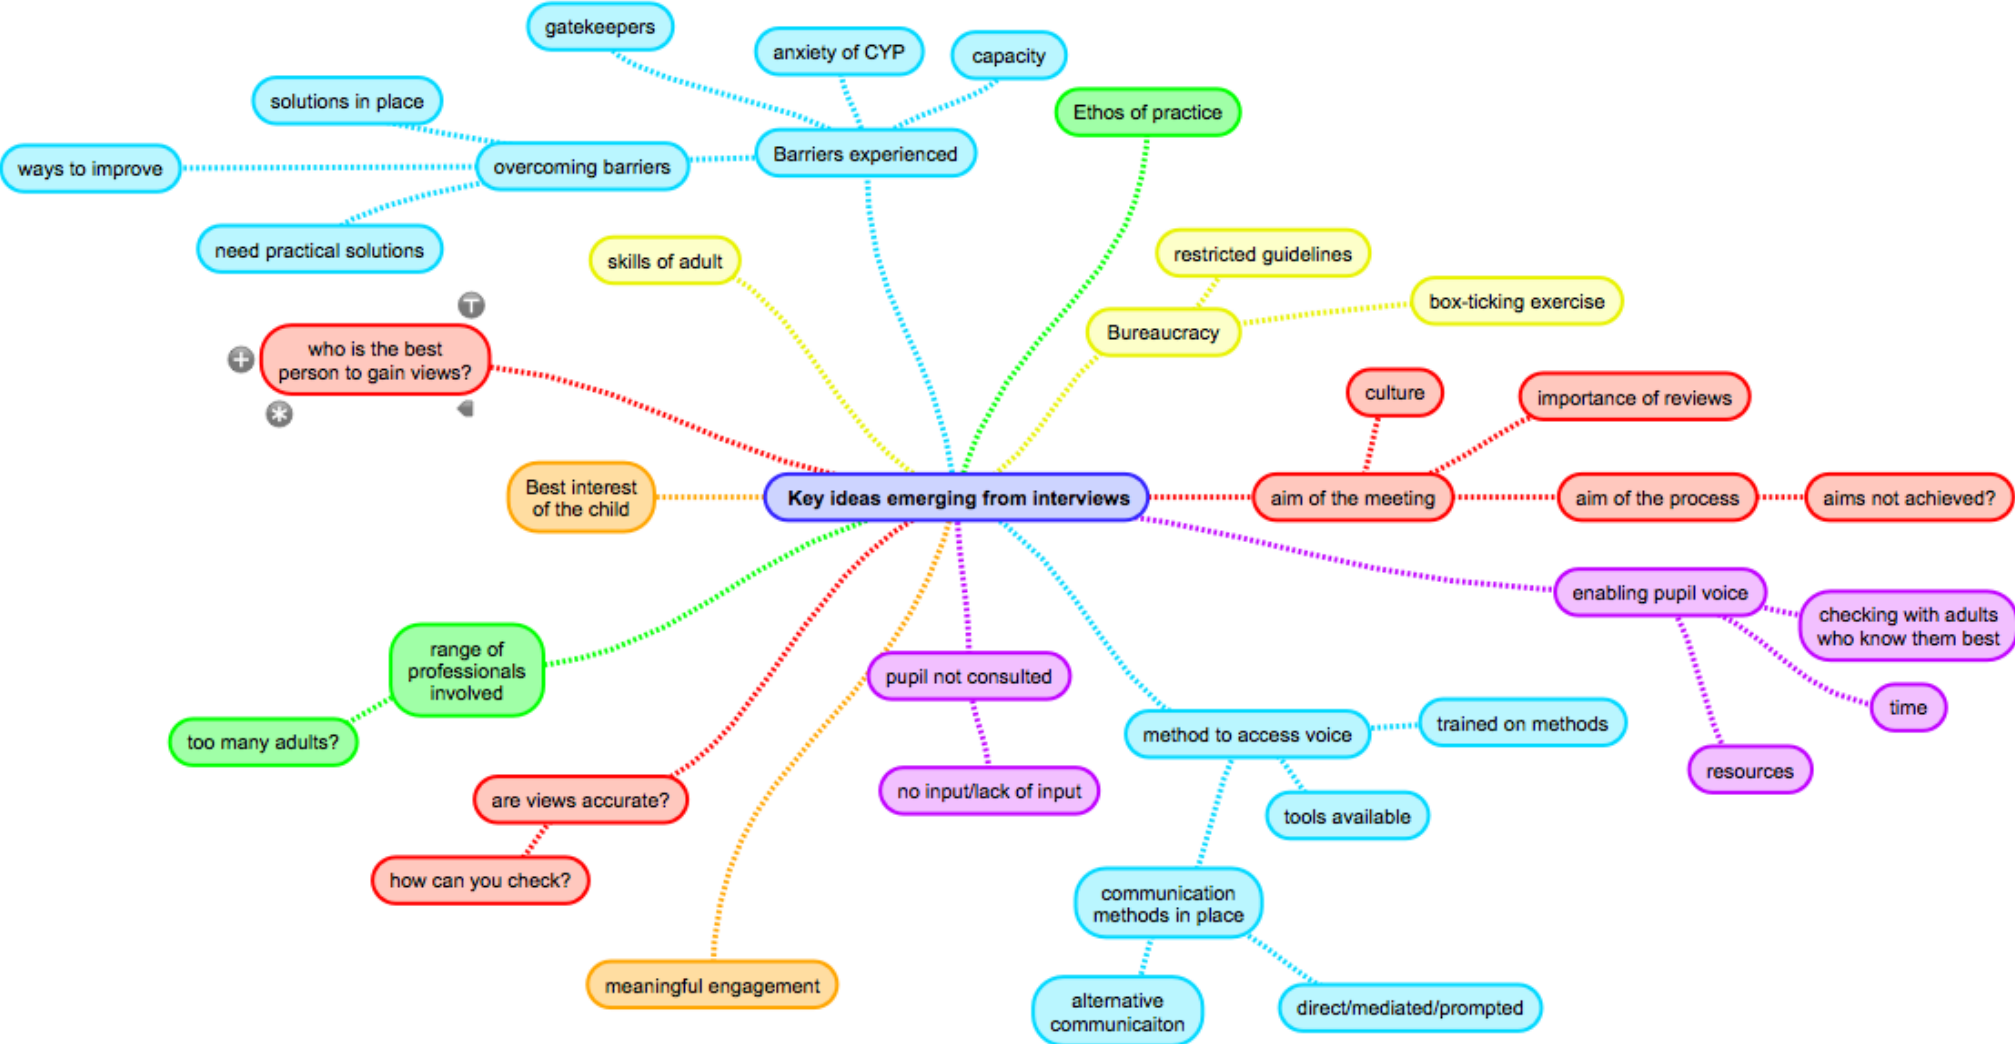 gatekeepers
anxiety of CYP
capacity
solutions in place
Ethos of practice
ways to improve
overcoming barriers
Barriers experienced
need practical solutions
skills of adult
restricted guidelines
box-ticking exercise
Bureaucracy
T
who is the best
person to gain views?
culture
importance of reviews
Best interest
of the child
Key ideas emerging from interviews
aim of the meeting
aim of the process
aims not achieved?
enabling pupil voice
checking with adults
who know them best
range of
professionals
involved
pupil not consulted
time
too many adults?
method to access voice
trained on methods
resources
are views accurate?
no input/lack of input
tools available
how can you check?
communication
methods in place
meaningful engagement
alternative
communicaiton
direct/mediated/prompted